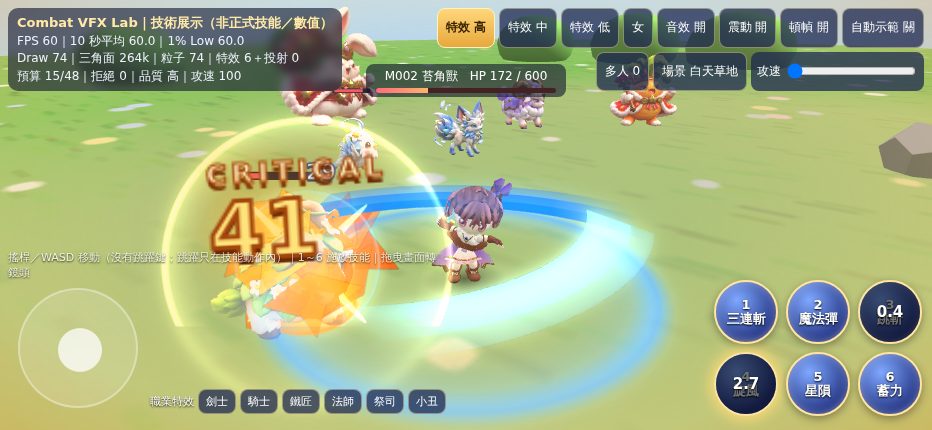 Combat VFX Lab｜技術展示（非正式技能／數值）
FPS 60｜10 秒平均 60.0｜1% Low 60.0
Draw 74｜三角面 264k｜粒子 74｜特效 6＋投射 0
預算 15/48｜拒絕 0｜品質 高｜攻速 100
特效 高
特效 中
特效 低
女
音效 開
震動 開
頓幀 開
自動示範 關
多人 0
場景 白天草地
攻速
M002 苔角獸 HP 172 / 600
CRITICAL
41
搖桿／WASD 移動（沒有跳躍鍵；跳躍只在技能動作內）｜1～6 施放技能｜拖曳畫面轉
鏡頭
1
三連斬
2
魔法彈
3
0.4
跳斬
4
2.7
旋風
5
星隕
6
蓄力
職業特效
劍士
騎士
鐵匠
法師
祭司
小丑